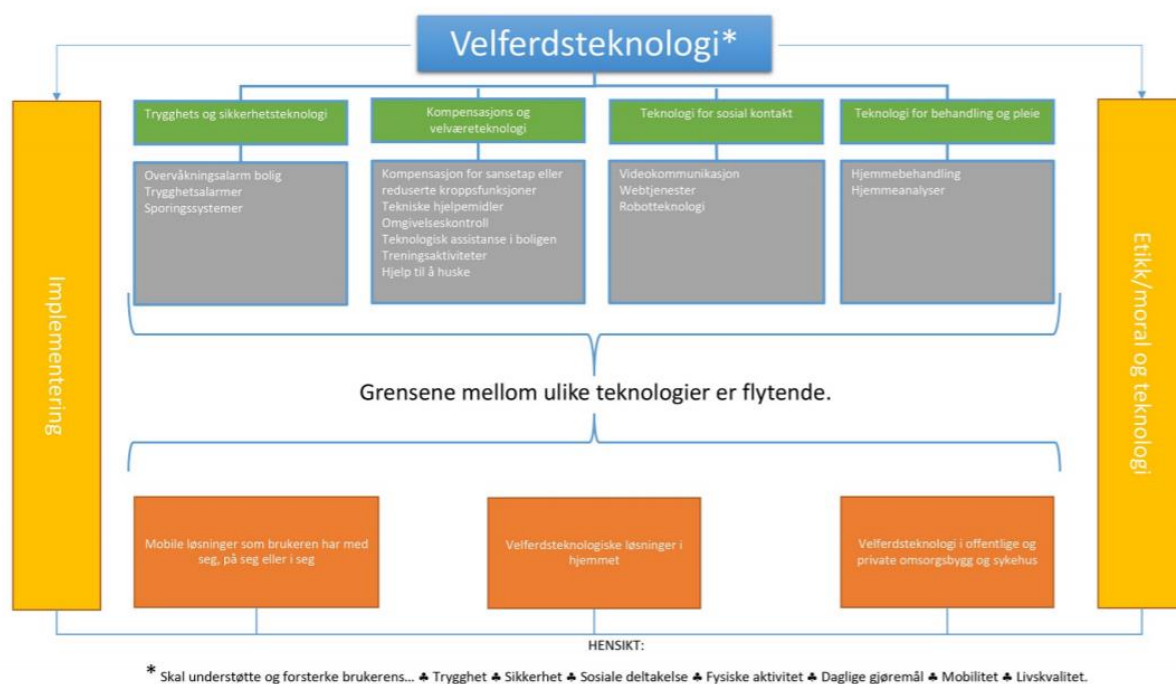 Velferdsteknologi*
Trygghets og sikkerhetsteknologi
Kompensasjons og
velværeteknologi
Teknologi for sosial kontakt
Teknologi for behandling og pleie
Overvåkningsalarm bolig
Trygghetsalarmer
Sporingssystemer
Kompensasjon for sansetap eller
reduserte kroppsfunksjoner
Tekniske hjelpemidler
Omgivelseskontroll
Teknologisk assistanse i boligen
Treningsaktiviteter
Hjelp til å huske
Videokommunikasjon
Webtjenester
Robotteknologi
Hjemmebehandling
Hjemmeanalyser
Implementering
Etikk/moral og teknologi
Grensene mellom ulike teknologier er flytende.
Mobile løsninger som brukeren har med
seg, på seg eller i seg
Velferdsteknologiske løsninger i
hjemmet
Velferdsteknologi i offentlige og
private omsorgsbygg og sykehus
HENSIKT:
* Skal understøtte og forsterke brukerens... ♣ Trygghet ♣ Sikkerhet ♣ Sosiale deltakelse ♣ Fysiske aktivitet ♣ Daglige gjøremål ♣ Mobilitet ♣ Livskvalitet.